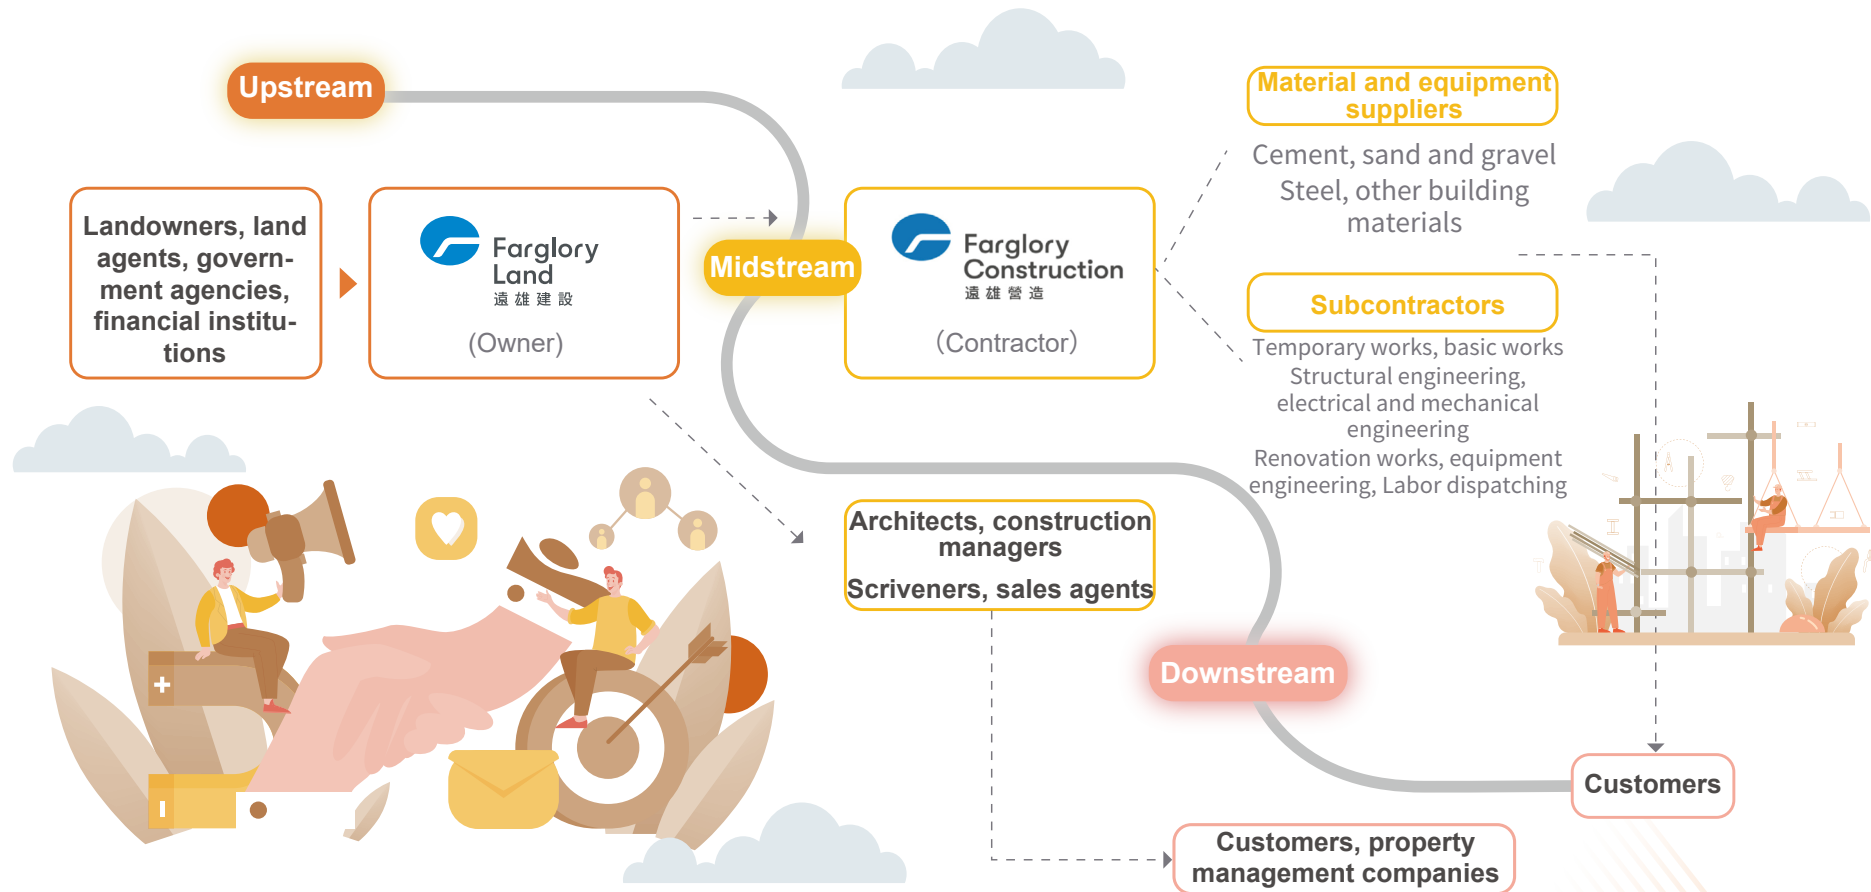 Upstream
Landowners, land
agents, govern-
ment agencies,
financial institu-
tions
Farglory
Land
遠雄建設
(Owner)
Midstream
Farglory
Construction
遠雄營造
（Contractor）
Material and equipment
suppliers
Cement, sand and gravel
Steel, other building
materials
Subcontractors
Temporary works, basic works
Structural engineering,
electrical and mechanical
engineering
Renovation works, equipment
engineering, Labor dispatching
Architects, construction
managers
Scriveners, sales agents
Downstream
Customers
Customers, property
management companies